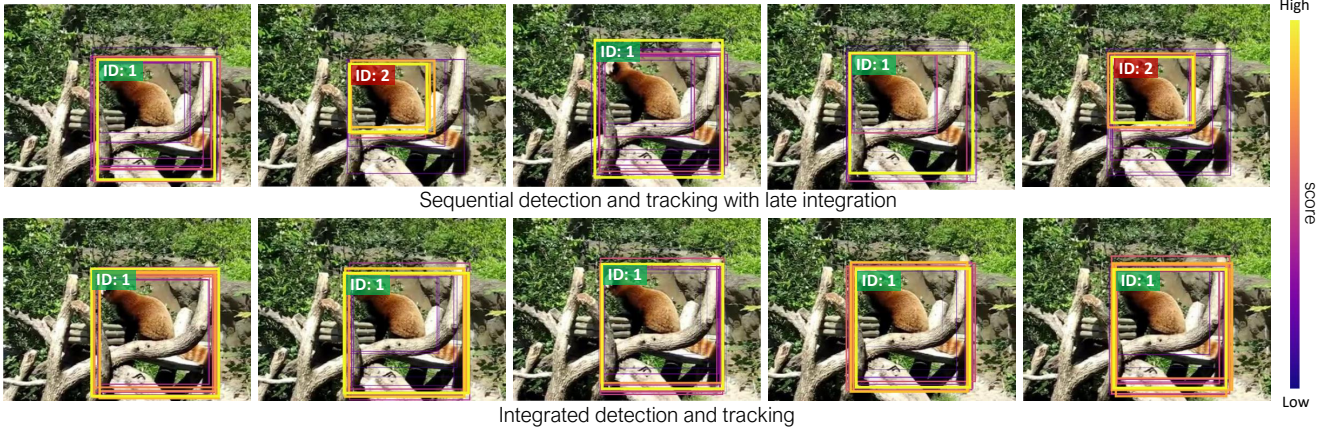 High
ID: 1
ID: 2
ID: 1
ID: 1
ID: 2
Sequential detection and tracking with late integration
score
ID: 1
ID: 1
ID: 1
ID: 1
ID: 1
Low
Integrated detection and tracking